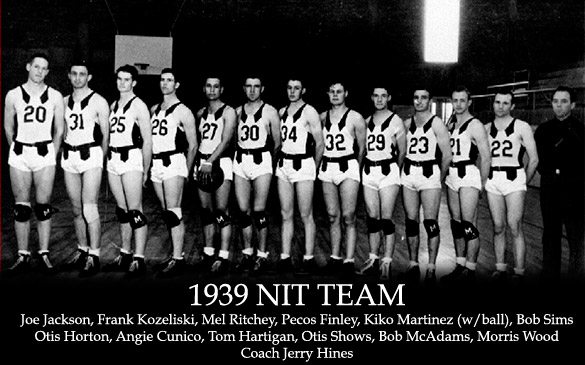 20 31 25 26 27 30 34 32 29 23 21 22
M M M M M
1939 NIT TEAM
Joe Jackson, Frank Kozeliski, Mel Ritchey, Pecos Finley, Kiko Martinez (w/ball), Bob Sims
Otis Horton, Angie Cunico, Tom Hartigan, Otis Shows, Bob McAdams, Morris Wood
Coach Jerry Hines